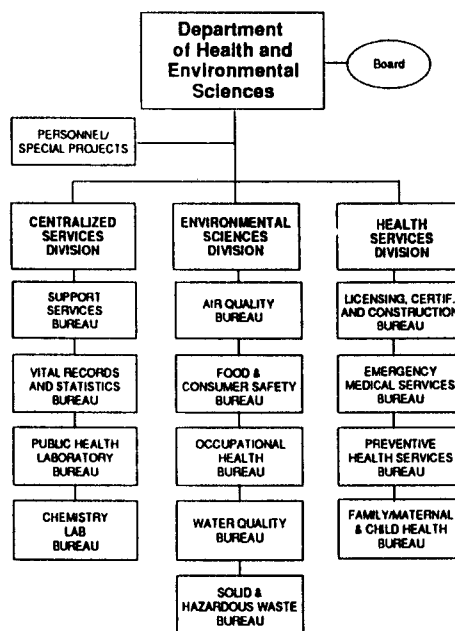 Department
of Health and
Environmental
Sciences
Board
PERSONNEL/
SPECIAL PROJECTS
CENTRALIZED
SERVICES
DIVISION
SUPPORT
SERVICES
BUREAU
VITAL RECORDS
AND STATISTICS
BUREAU
PUBLIC HEALTH
LABORATORY
BUREAU
CHEMISTRY
LAB
BUREAU
ENVIRONMENTAL
SCIENCES
DIVISION
AIR QUALITY
BUREAU
FOOD &
CONSUMER SAFETY
BUREAU
OCCUPATIONAL
HEALTH
BUREAU
WATER QUALITY
BUREAU
SOLID &
HAZARDOUS WASTE
BUREAU
HEALTH
SERVICES
DIVISION
LICENSING, CERTIF.
AND CONSTRUCTION
BUREAU
EMERGENCY
MEDICAL SERVICES
BUREAU
PREVENTIVE
HEALTH SERVICES
BUREAU
FAMILY/MATERNAL
& CHILD HEALTH
BUREAU